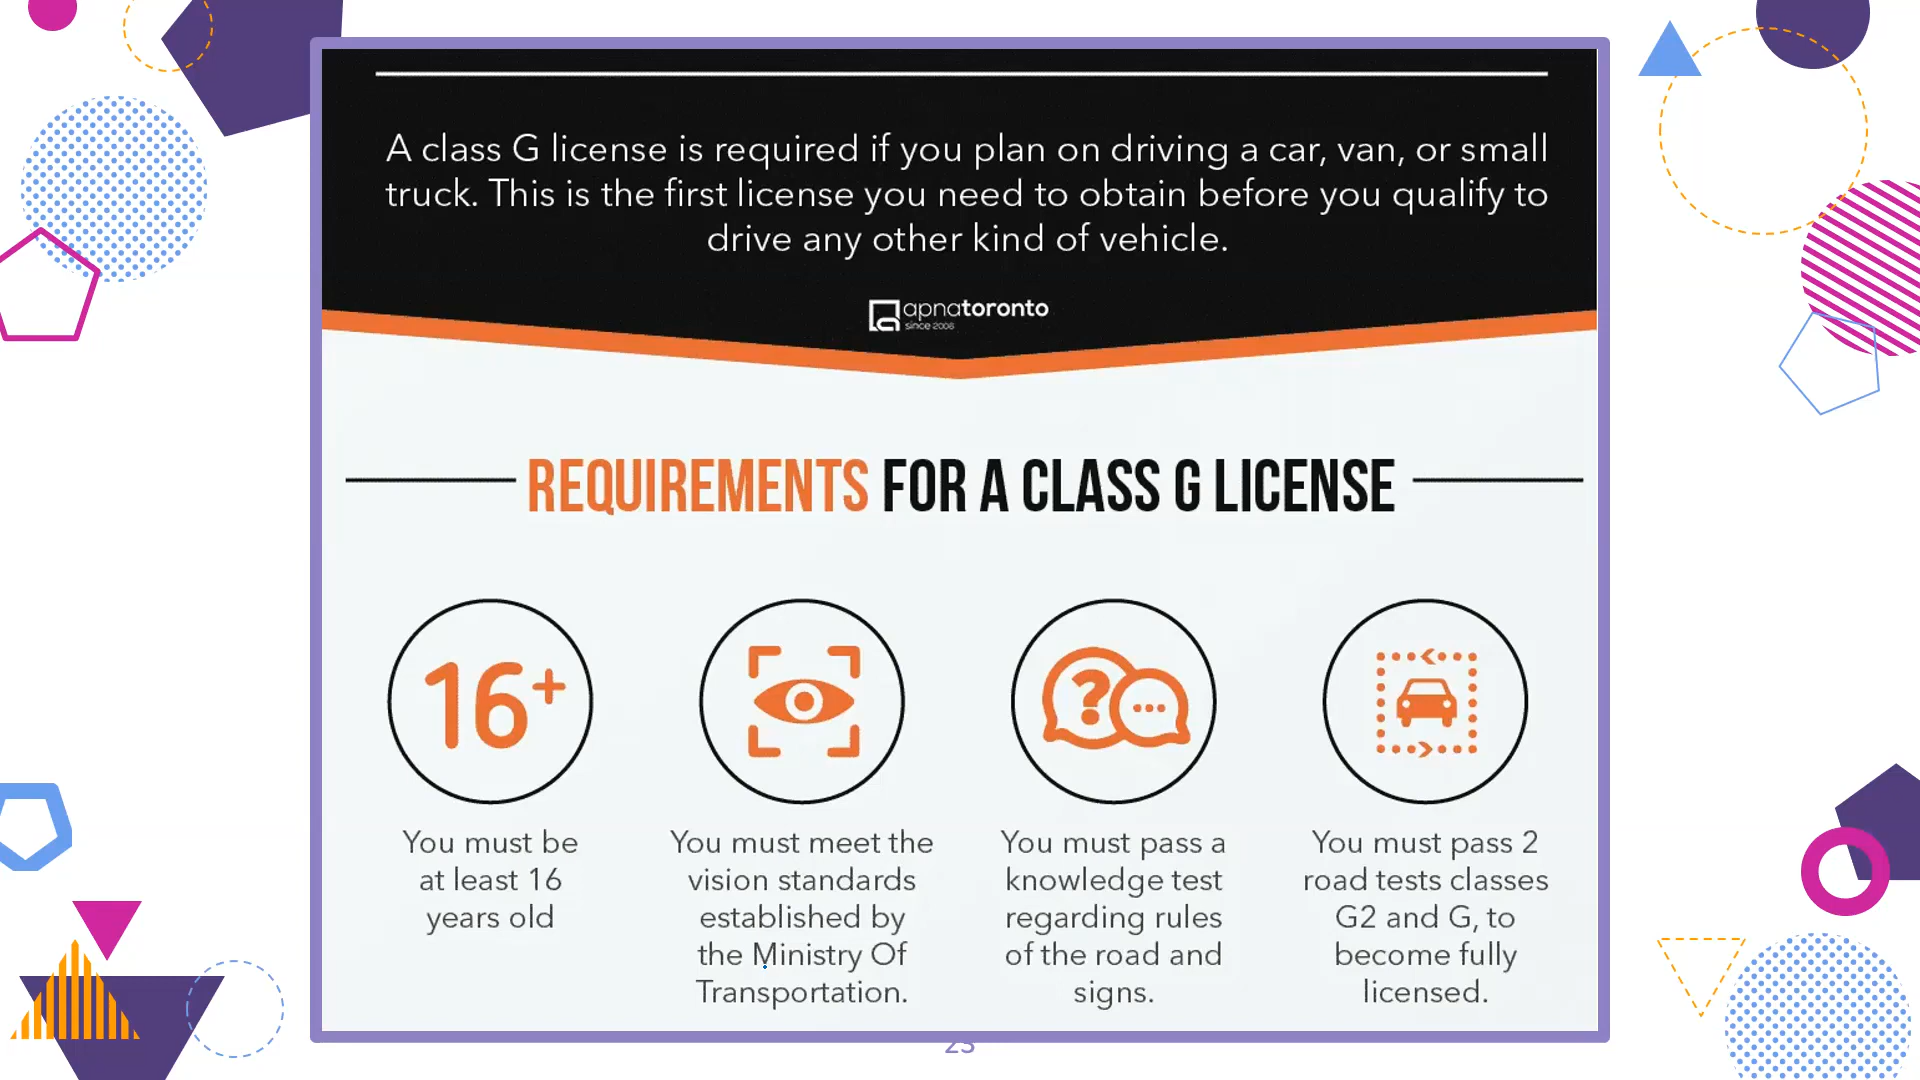 A class G license is required if you plan on driving a car, van, or small
truck. This is the first license you need to obtain before you qualify to
drive any other kind of vehicle.
apnatoronto
since 2006
REQUIREMENTS FOR A CLASS G LICENSE
16+
You must be
at least 16
years old
You must meet the
vision standards
established by
the Ministry Of
Transportation.
You must pass a
knowledge test
regarding rules
of the road and
signs.
You must pass 2
road tests classes
G2 and G, to
become fully
licensed.